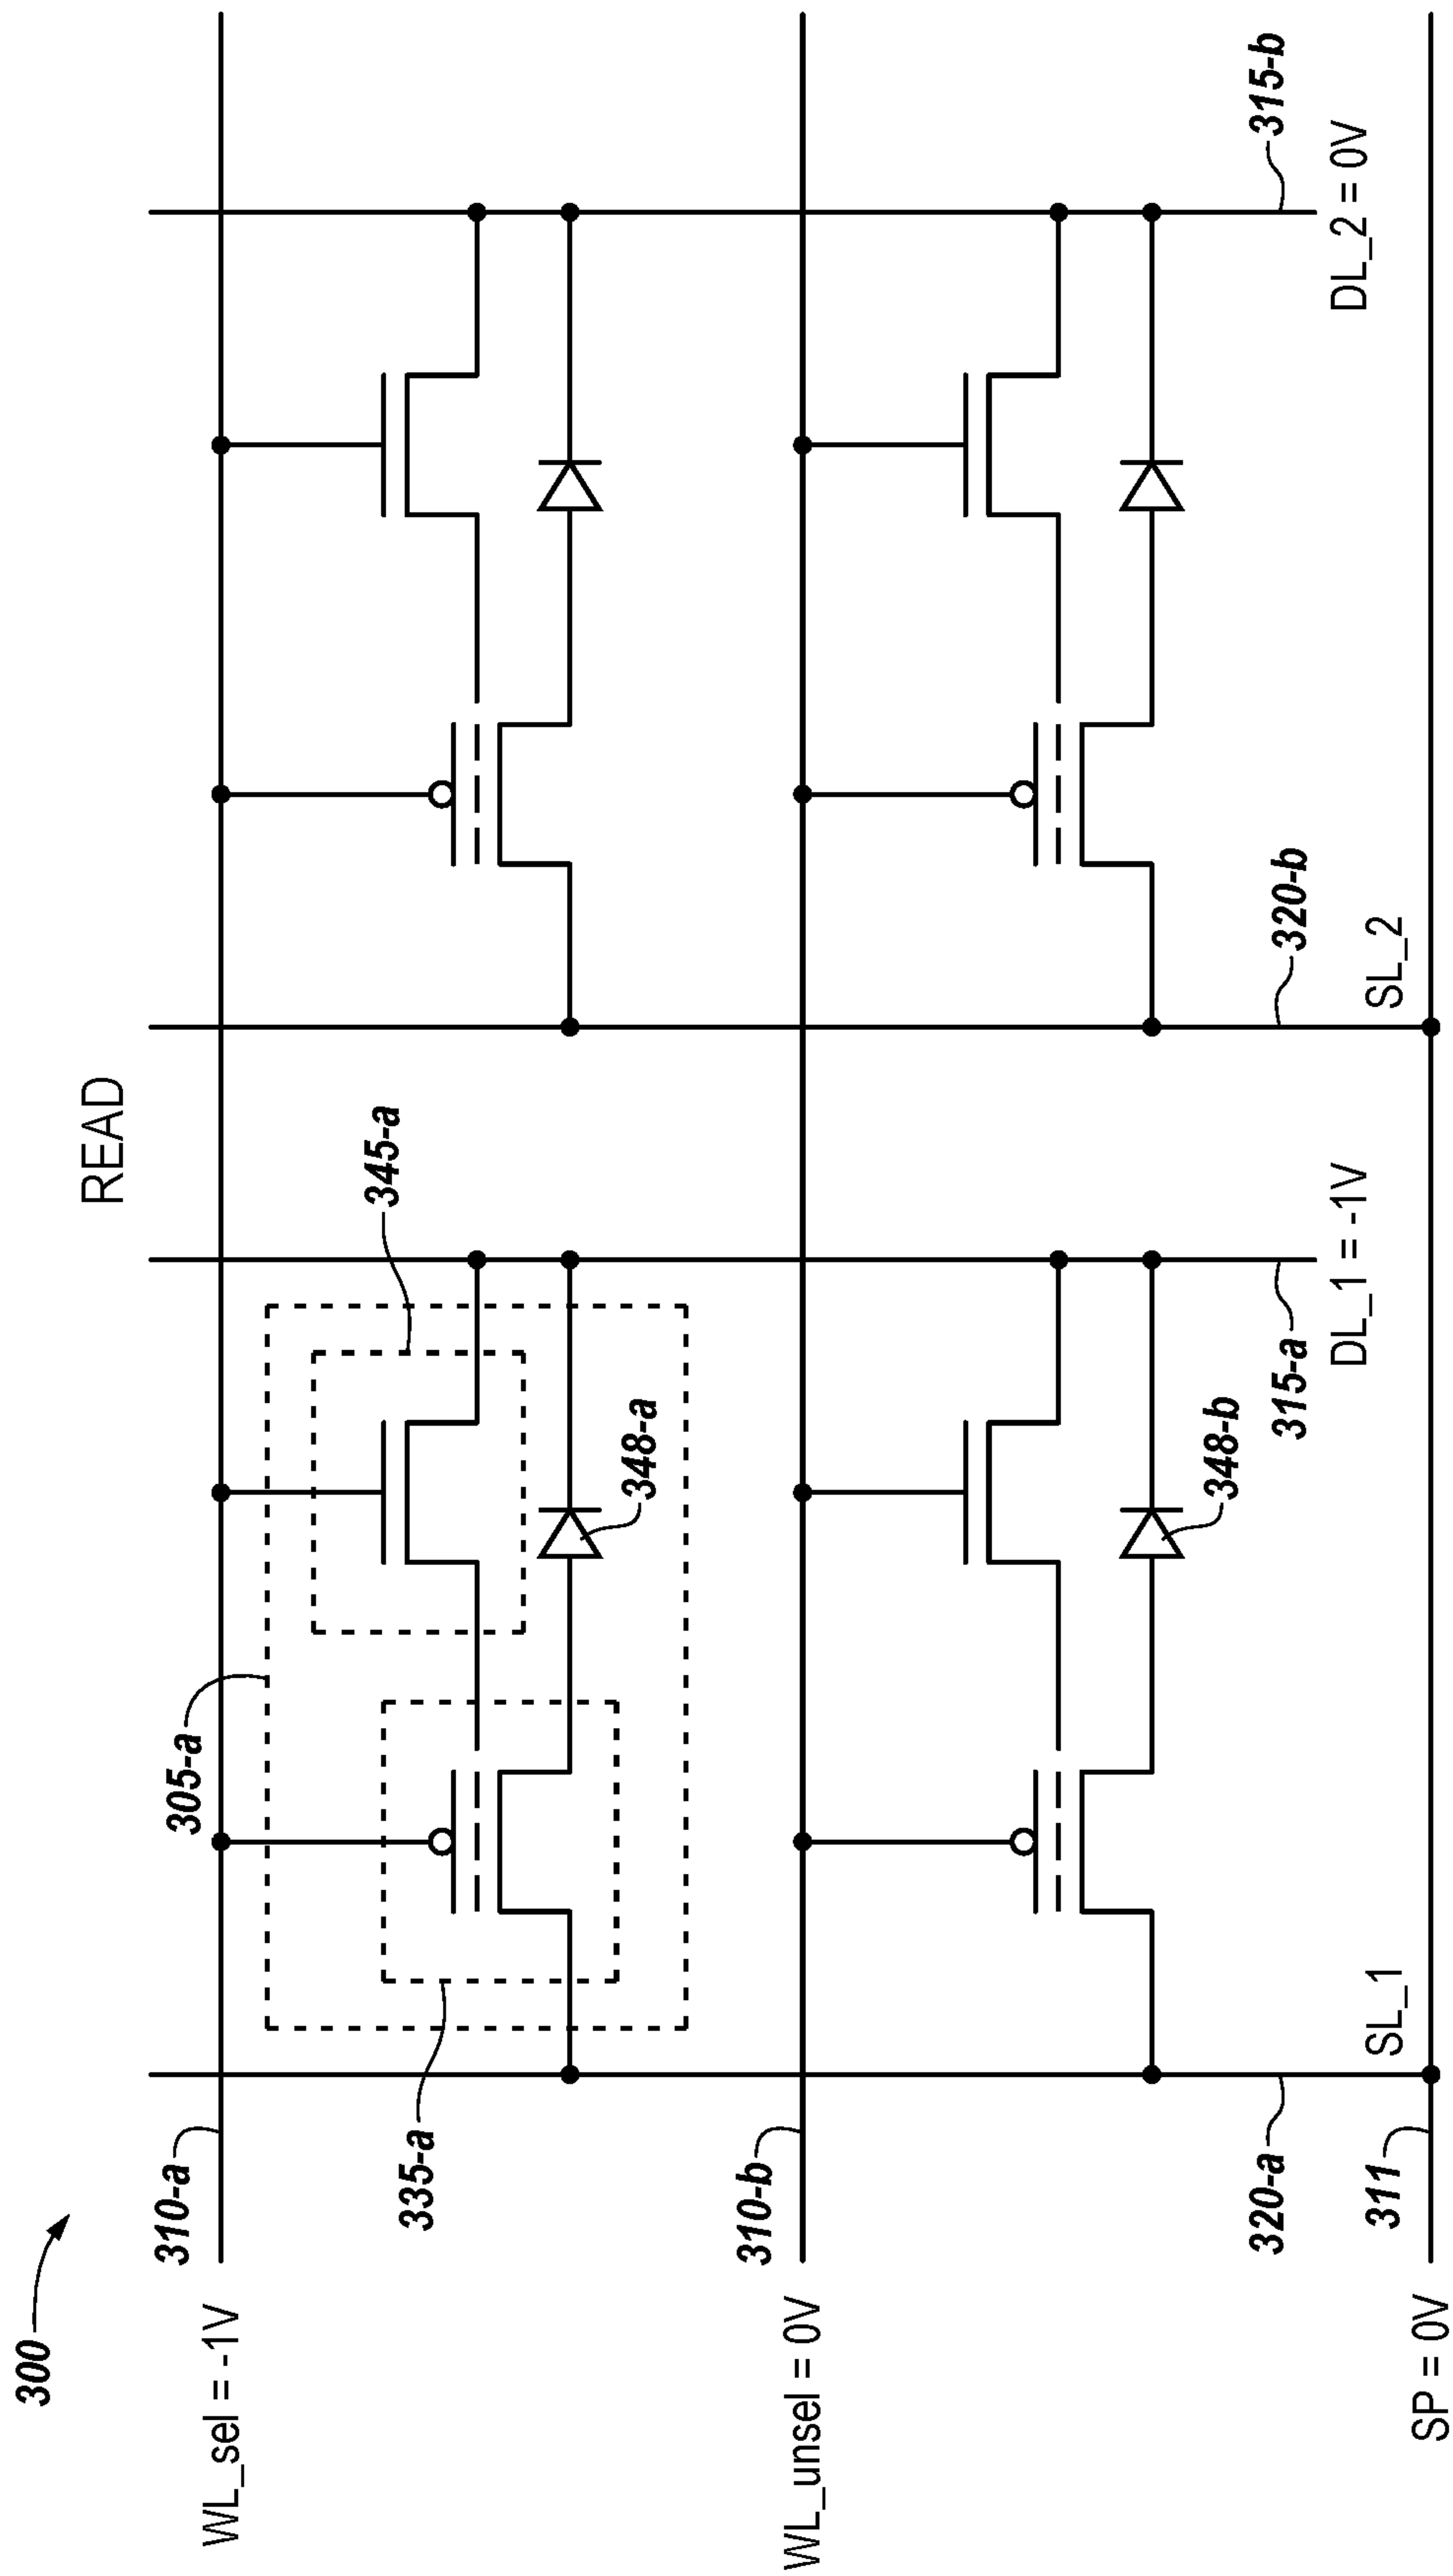 300
READ
WL_sel = -1V
310-a
305-a
345-a
335-a
348-a
WL_unsel = 0V
310-b
348-b
320-a
SL_1
315-a
DL_1 = -1V
320-b
SL_2
315-b
DL_2 = 0V
SP = 0V
311